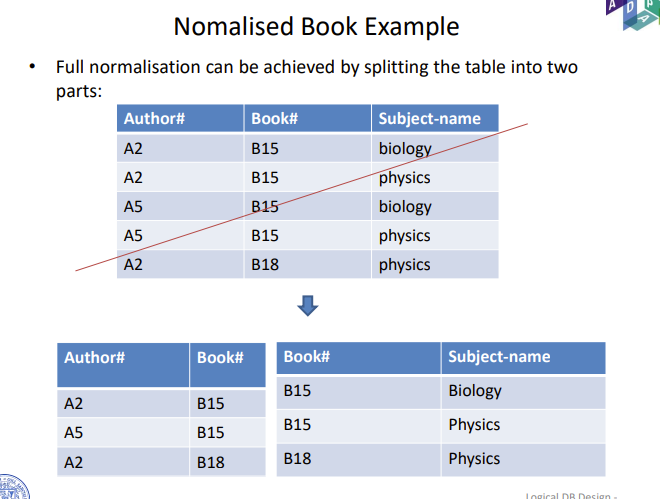 A D P A
Nomalised Book Example
• Full normalisation can be achieved by splitting the table into two
parts:
Author# Book# Subject-name
A2 B15 biology
A2 B15 physics
A5 B15 biology
A5 B15 physics
A2 B18 physics
Author# Book#
A2 B15
A5 B15
A2 B18
Book# Subject-name
B15 Biology
B15 Physics
B18 Physics
Logical DB Design -